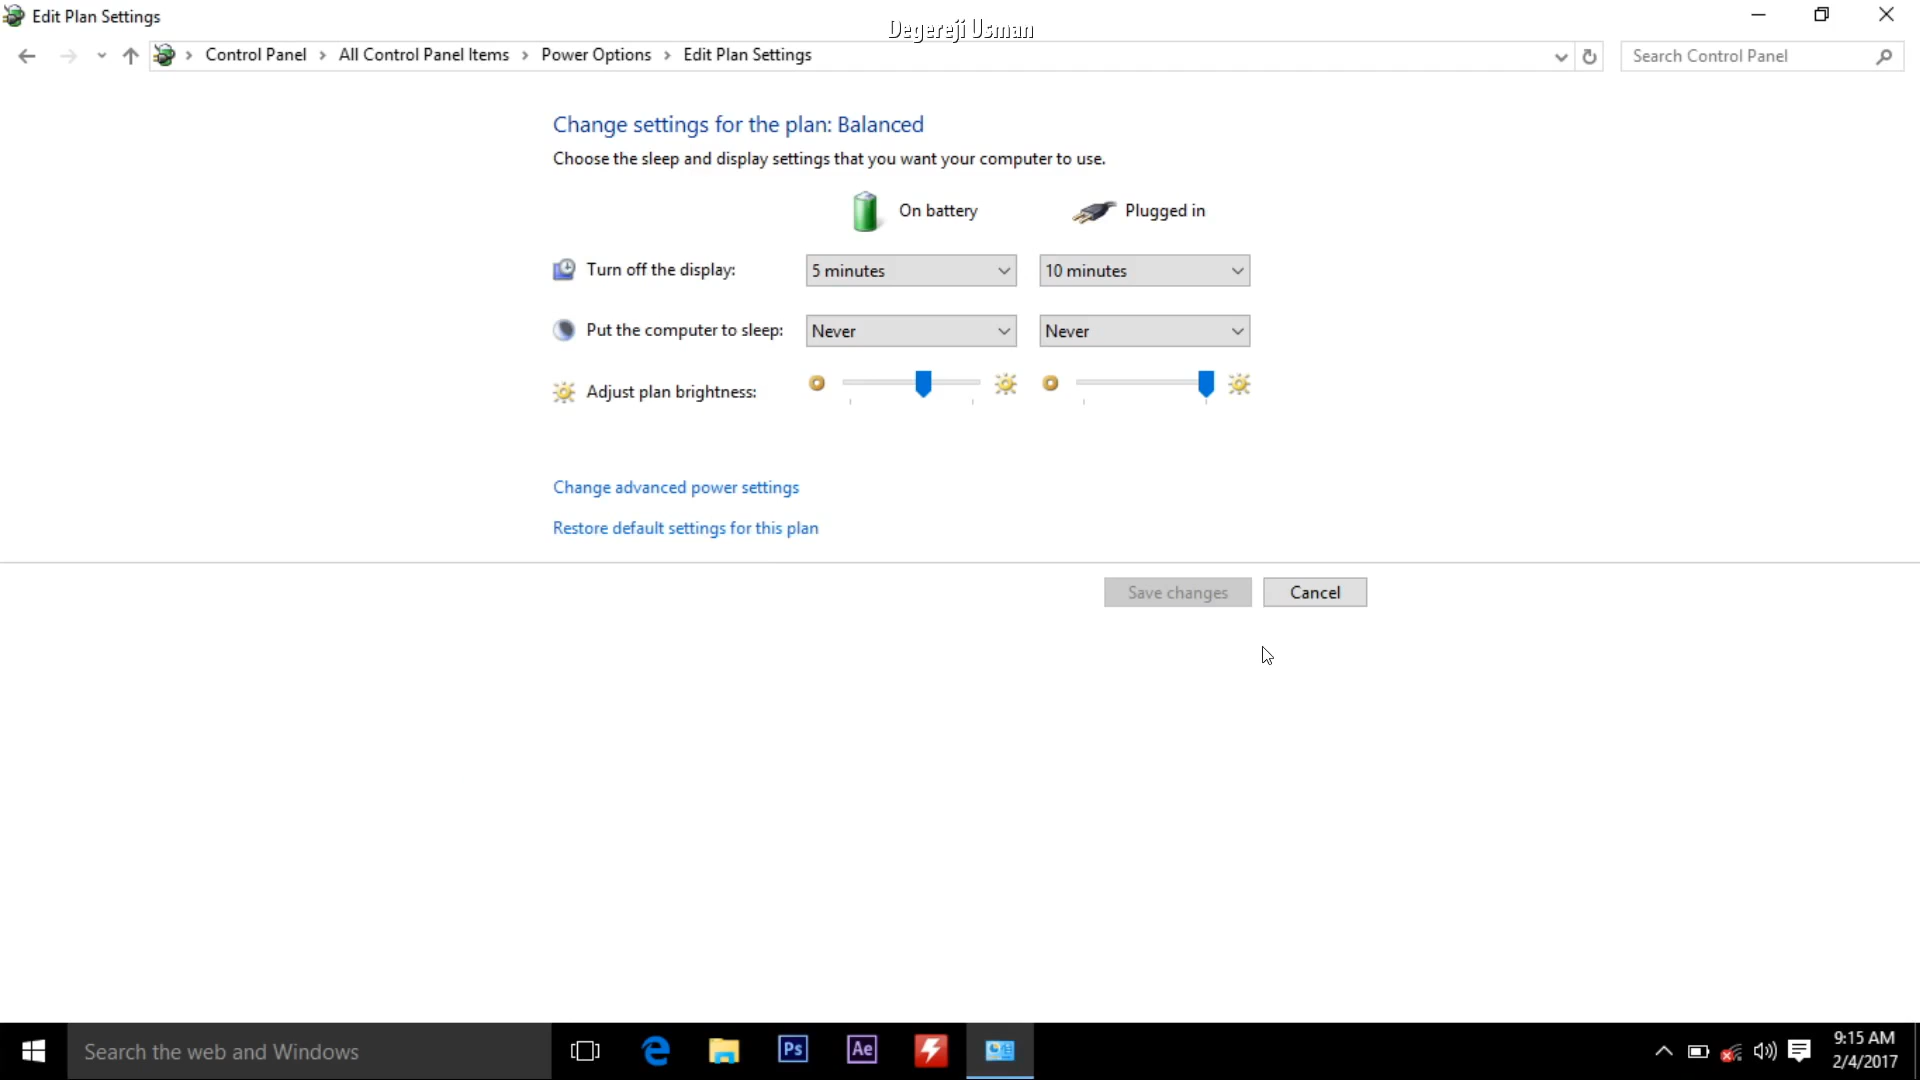 Edit Plan Settings
Degereji Usman
Control Panel > All Control Panel Items > Power Options > Edit Plan Settings
Search Control Panel
Change settings for the plan: Balanced
Choose the sleep and display settings that you want your computer to use.
On battery Plugged in
Turn off the display: 5 minutes 10 minutes
Put the computer to sleep: Never Never
Adjust plan brightness:
Change advanced power settings
Restore default settings for this plan
Save changes Cancel
Search the web and Windows
Ps Ae
9:15 AM
2/4/2017